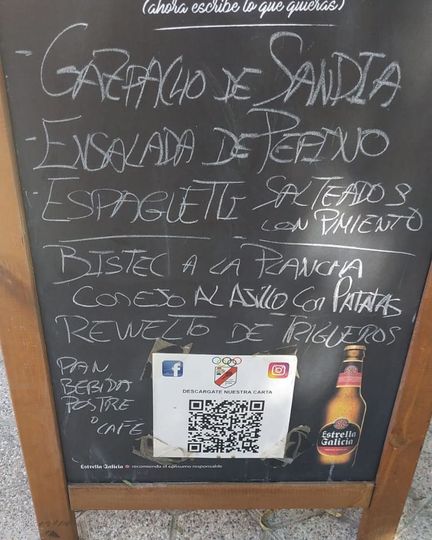 (ahora escribe lo que quieras)
- GAZPACHO DE SANDIA
- ENSALADA DE PEPINO
- ESPAGUETTI SALTEADOS
CON PIMIENTO
BISTEC A LA PLANCHA
CONEJO AL AJILLO CON PATATAS
REVUELTO DE TRIGUEROS
PAN
BEBIDA
POSTRE
O
CAFE
DESCARGATE NUESTRA CARTA
Estrella
Galicia
Estrella Galicia recomienda el consumo responsable